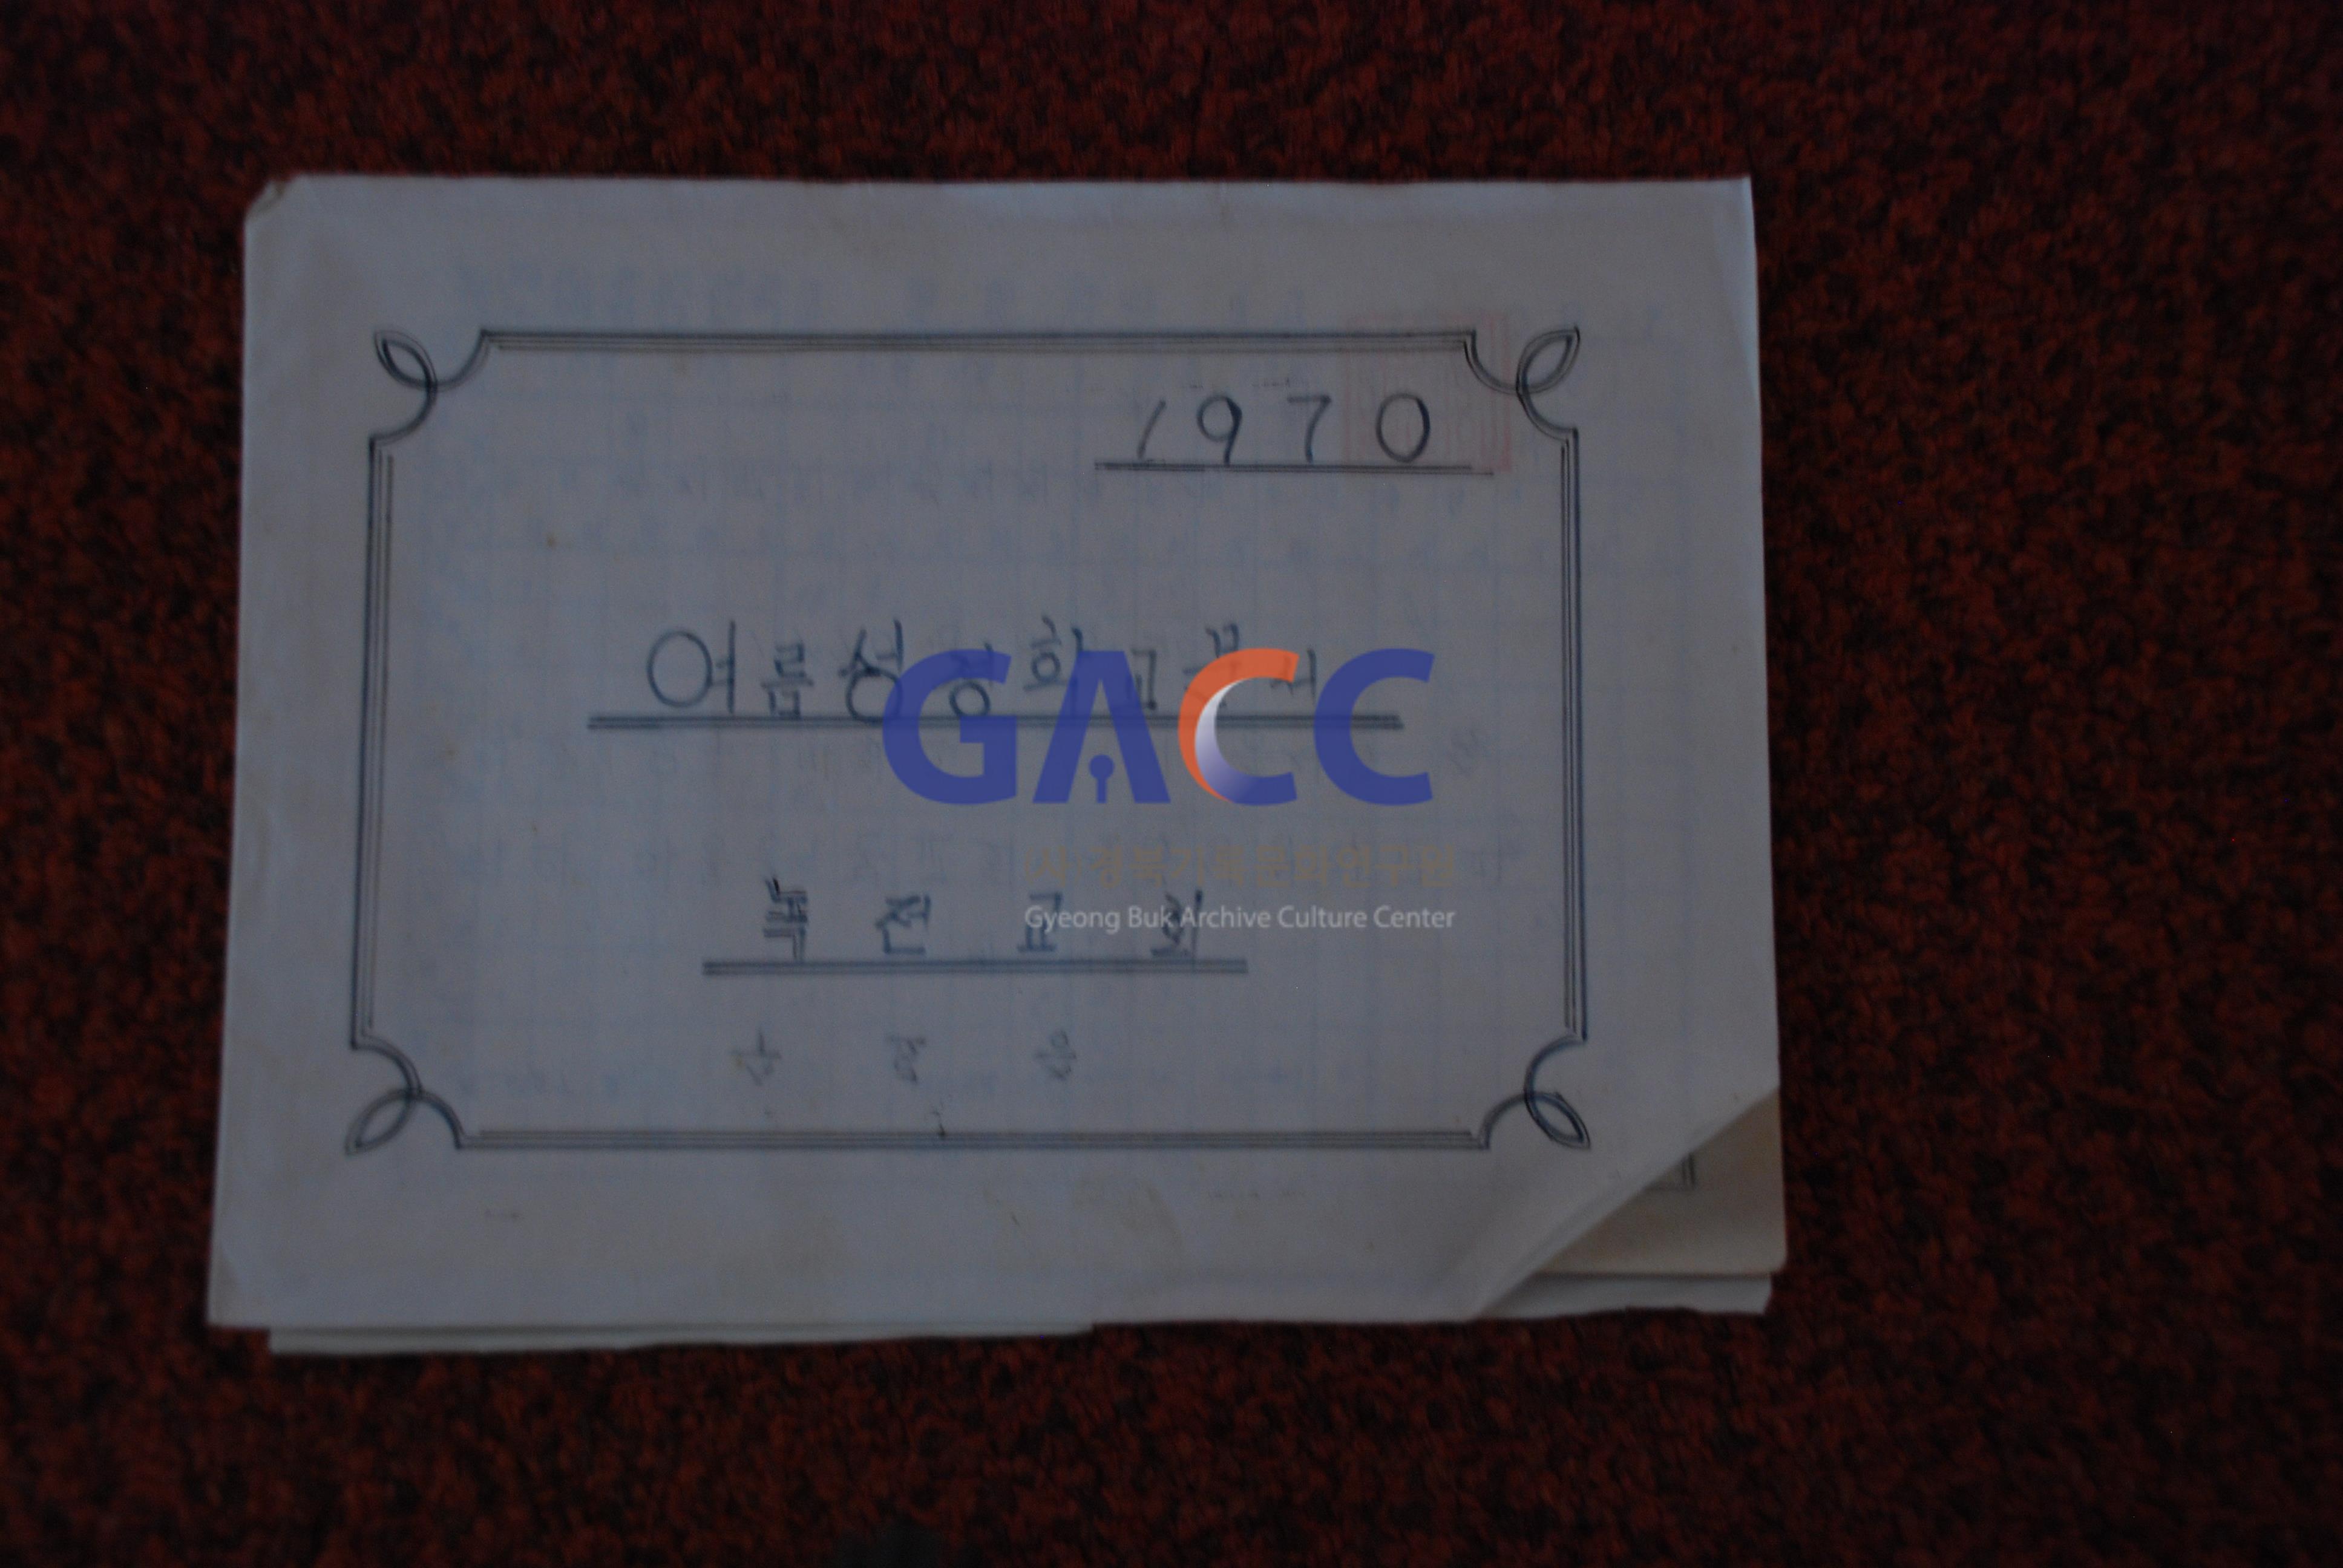 1970
여름성경학교
GACC
(사)경북기록문화연구원
녹전교회
Gyeong Buk Archive Culture Center